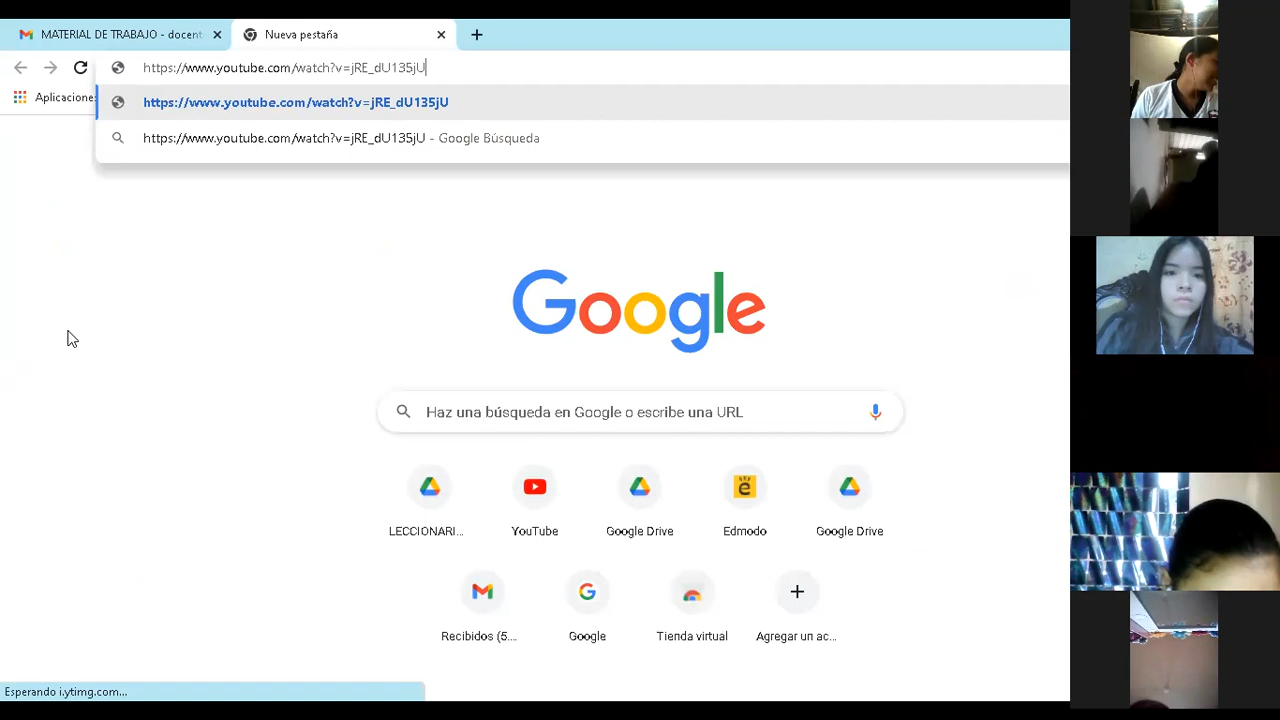 MATERIAL DE TRABAJO - docent
Nueva pestaña
https://www.youtube.com/watch?v=jRE_dU135jU
Aplicaciones
https://www.youtube.com/watch?v=jRE_dU135jU
https://www.youtube.com/watch?v=jRE_dU135jU - Google Búsqueda
Google
Haz una búsqueda en Google o escribe una URL
LECCIONARI... YouTube Google Drive Edmodo Google Drive
Recibidos (5.... Google Tienda virtual Agregar un ac...
Esperando i.ytimg.com...